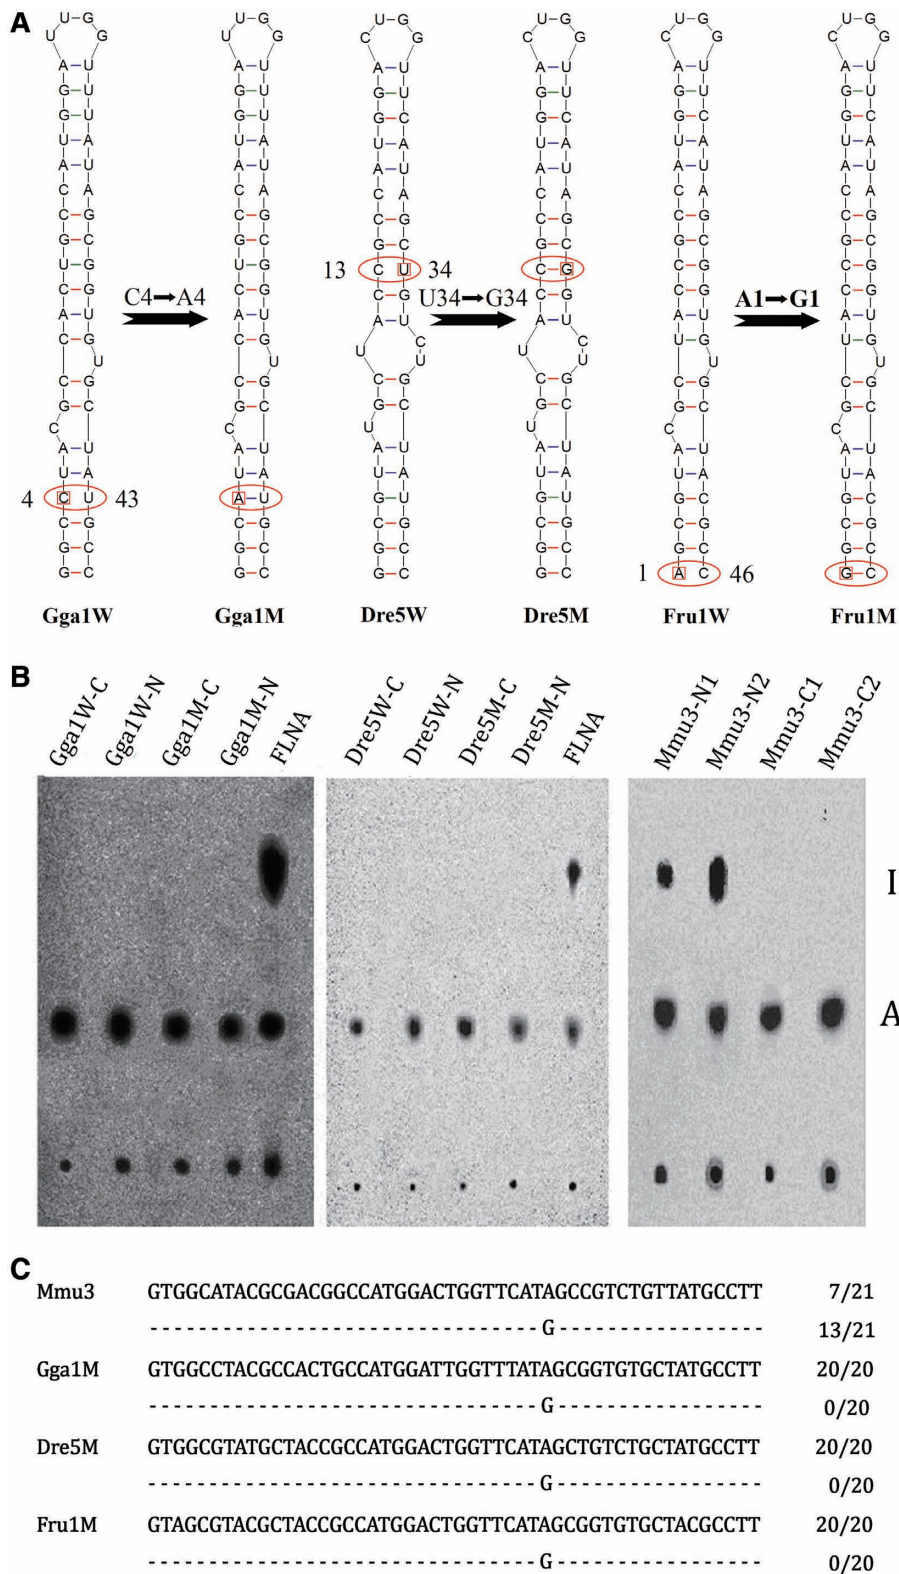 A
C4→A4
U34→G34
A1→G1
13
34
4
43
1
46
Gga1W
Gga1M
Dre5W
Dre5M
Fru1W
Fru1M
B
Gga1W-C
Gga1W-N
Gga1M-C
Gga1M-N
FLNA
Dre5W-C
Dre5W-N
Dre5M-C
Dre5M-N
FLNA
Mmu3-N1
Mmu3-N2
Mmu3-C1
Mmu3-C2
I
A
C
Mmu3 GTGGCATACGCGACGGCCATGGACTGGTTCATAGCCGTCTGTTATGCCTT 7/21
--------------------------------G----------------- 13/21
Gga1M GTGGCCTACGCCACTGCCATGGATTGGTTTATAGCGGTGTGCTATGCCTT 20/20
--------------------------------G----------------- 0/20
Dre5M GTGGCGTATGCTACCGCCATGGACTGGTTCATAGCTGTCTGCTATGCCTT 20/20
--------------------------------G----------------- 0/20
Fru1M GTAGCGTACGCTACCGCCATGGACTGGTTCATAGCGGTGTGCTACGCCTT 20/20
--------------------------------G----------------- 0/20